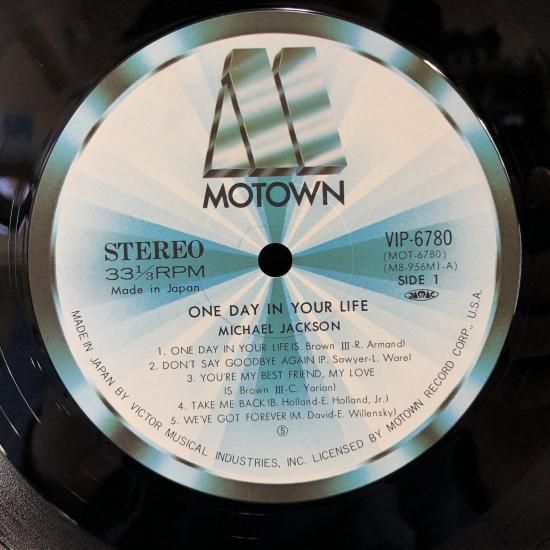 MOTOWN
STEREO
33⅓RPM
Made in Japan
VIP-6780
(MOT-6780)
(M8-956M1-A)
SIDE 1
JASRAC
ONE DAY IN YOUR LIFE
MICHAEL JACKSON
1. ONE DAY IN YOUR LIFE(S. Brown III-R. Armand)
2. DON'T SAY GOODBYE AGAIN (P. Sawyer-L. Ware)
3. YOU'RE MY BEST FRIEND, MY LOVE
(S. Brown III-C. Yarian)
4. TAKE ME BACK(B. Holland-E. Holland, Jr.)
5. WE'VE GOT FOREVER(M. David-E. Willensky)
⑤
MADE IN JAPAN BY VICTOR MUSICAL INDUSTRIES, INC. LICENSED BY MOTOWN RECORD CORP., U.S.A.